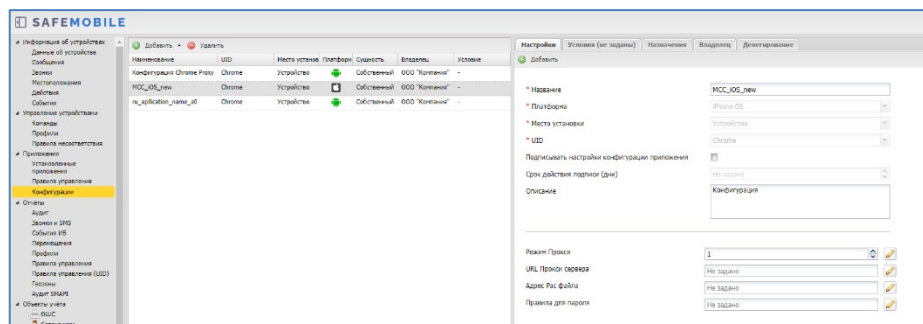 SAFEMOBILE
Информация об устройствах
Данные об устройстве
Сообщения
Звонки
Местоположения
Действия
События
Управление устройствами
Команды
Профили
Правила несоответствия
Приложения
Установленные
приложения
Правила управления
Конфигурации
Отчёты
Аудит
Звонки и SMS
События ИБ
Перемещения
Профили
Правила управления
Правила управления (UID)
Геозоны
Аудит SMAPI
Объекты учёта
ОШС
Добавить Удалить
Наименование UID Место установк Платформ Сущность Владелец Условие
Конфигурация Chrome Proxy Chrome Устройство Собственный ООО "Компания" -
MCC_iOS_new Chrome Устройство Собственный ООО "Компания" -
ru_apllication_name_a0 Chrome Устройство Собственный ООО "Компания" -
Настройки Условия (не заданы) Назначения Владелец Делегирование
Добавить
* Название MCC_iOS_new
* Платформа iPhone OS
* Место установки Устройство
* UID Chrome
Подписывать настройки конфигурации приложения
Срок действия подписи (дни) Не задано
Описание Конфигурация
Режим Прокси 1
URL Прокси сервера Не задано
Адрес Pac файла Не задано
Правила для пароля Не задано